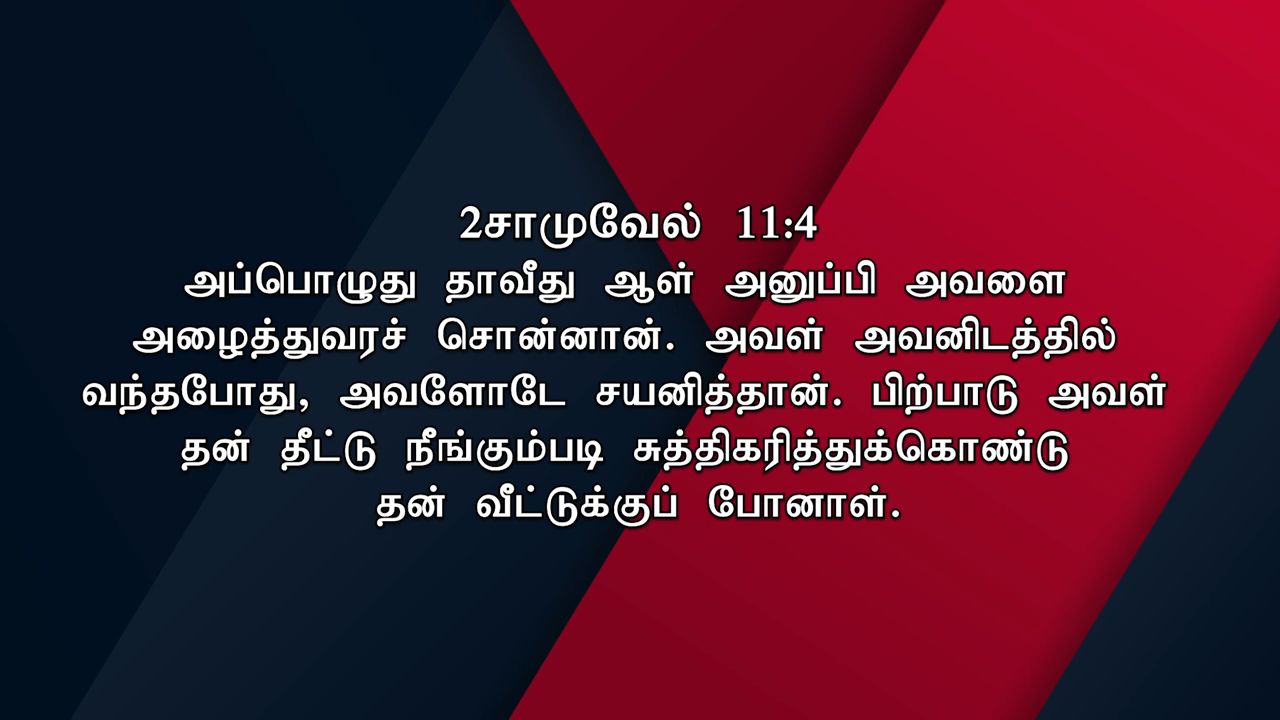 2சாமுவேல் 11:4
அப்பொழுது தாவீது ஆள் அனுப்பி அவளை
அழைத்துவரச் சொன்னான். அவள் அவனிடத்தில்
வந்தபோது, அவளோடே சயனித்தான். பிற்பாடு அவள்
தன் தீட்டு நீங்கும்படி சுத்திகரித்துக்கொண்டு
தன் வீட்டுக்குப் போனாள்.